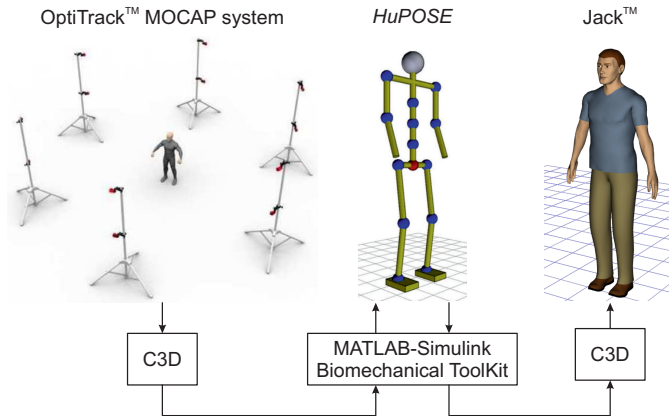 OptiTrack™ MOCAP system
HuPOSE
Jack™
C3D
MATLAB-Simulink
Biomechanical ToolKit
C3D